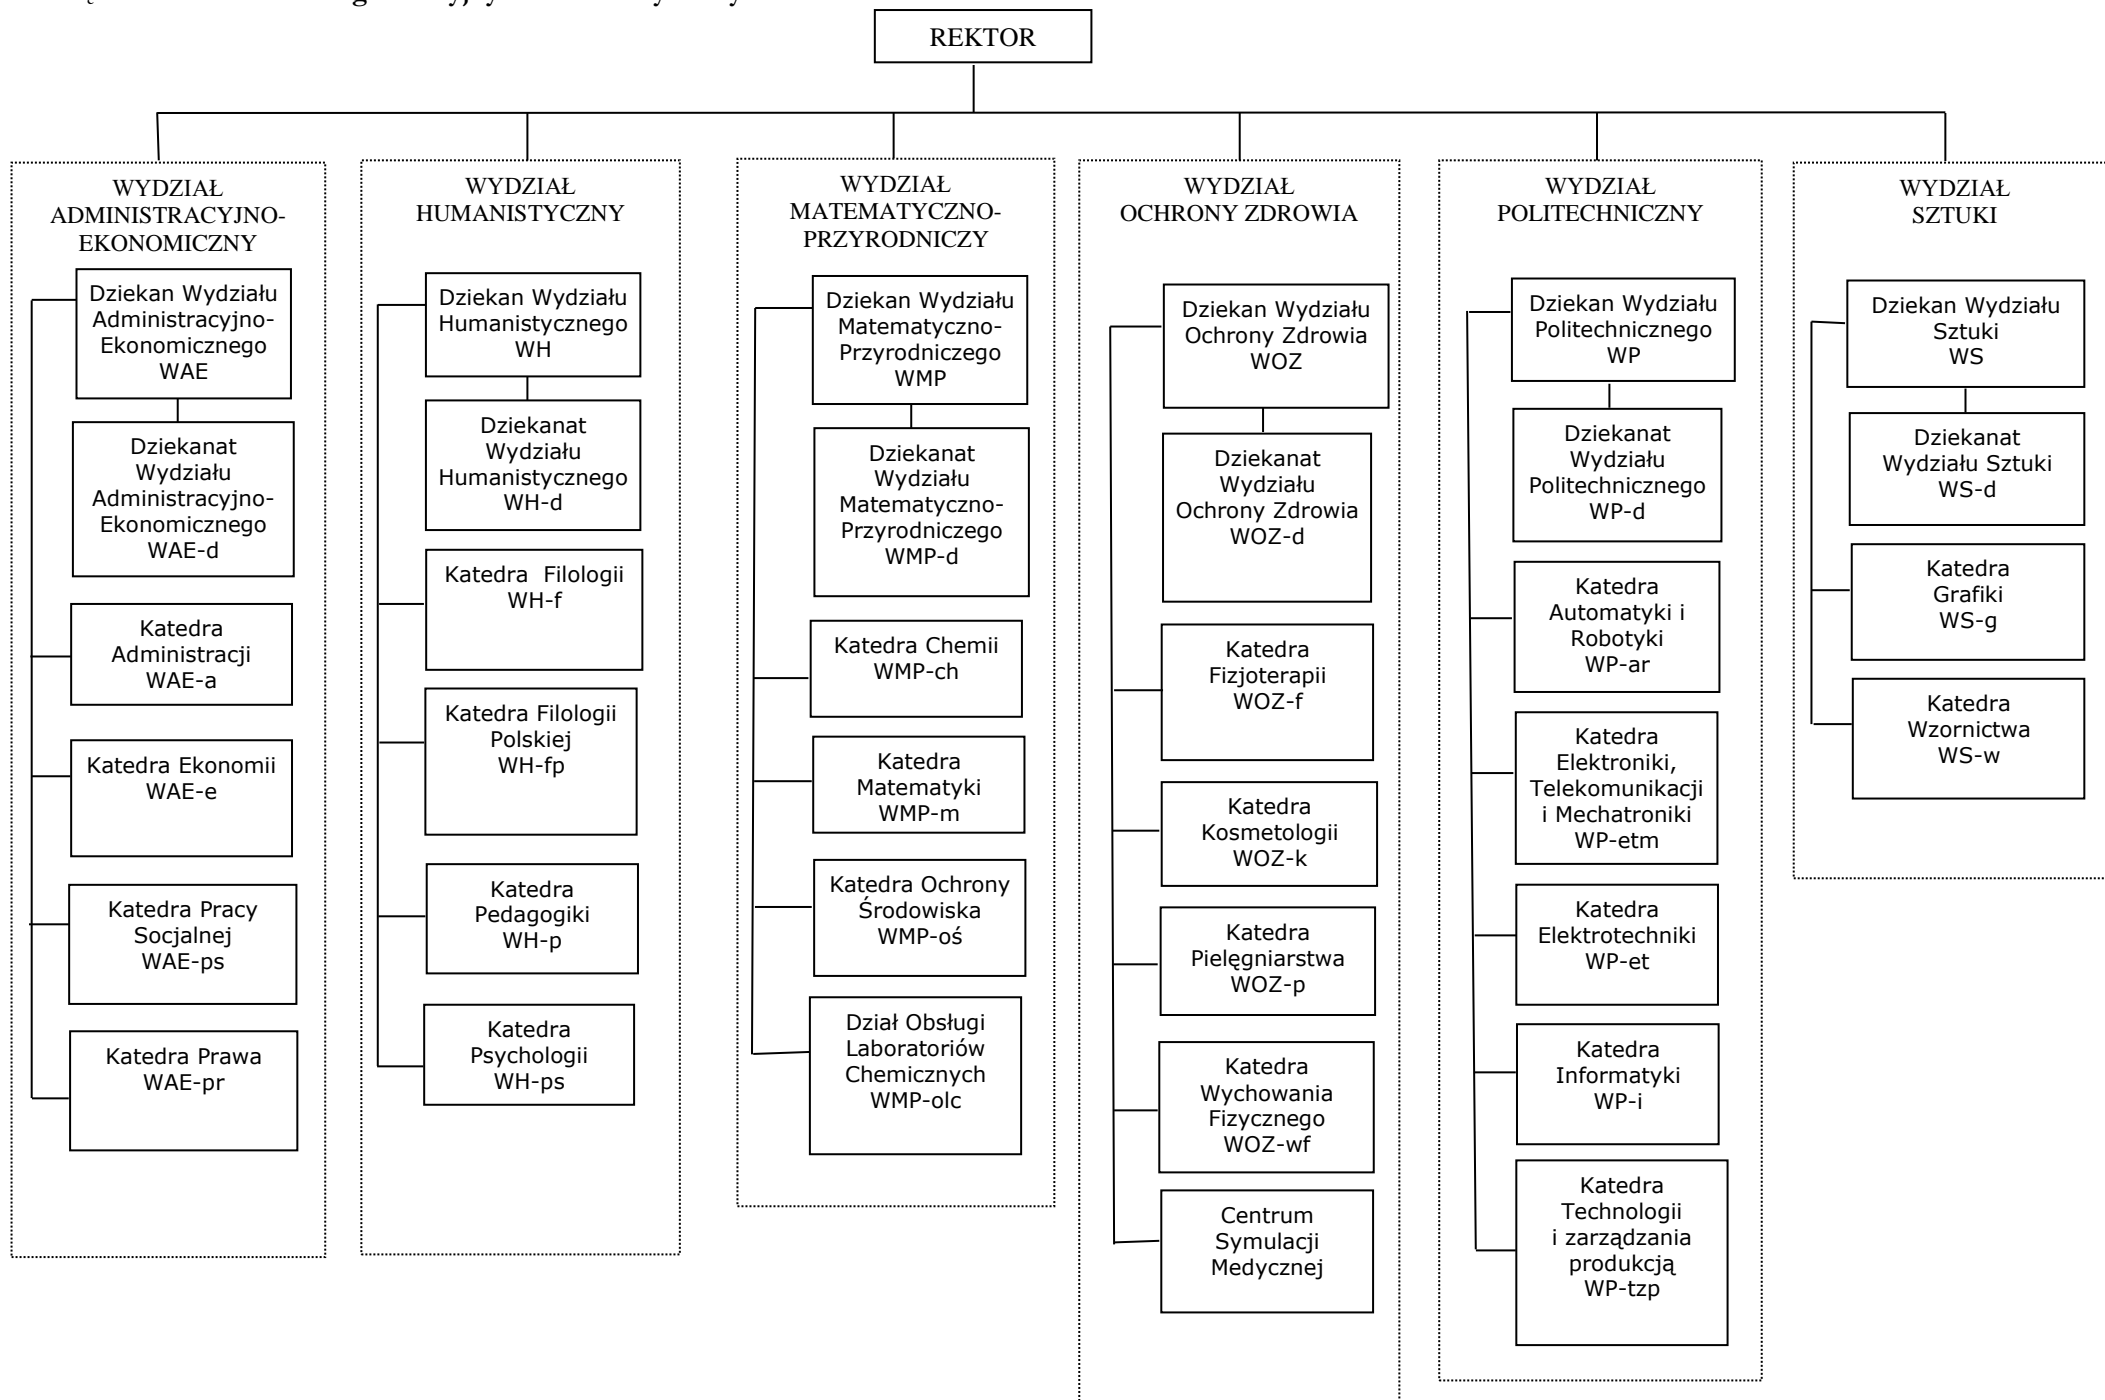 REKTOR
WYDZIAŁ
ADMINISTRACYJNO-
EKONOMICZNY
Dziekan Wydziału
Administracyjno-
Ekonomicznego
WAE
Dziekanat
Wydziału
Administracyjno-
Ekonomicznego
WAE-d
Katedra
Administracji
WAE-a
Katedra Ekonomii
WAE-e
Katedra Pracy
Socjalnej
WAE-ps
Katedra Prawa
WAE-pr
WYDZIAŁ
HUMANISTYCZNY
Dziekan Wydziału
Humanistycznego
WH
Dziekanat
Wydziału
Humanistycznego
WH-d
Katedra  Filologii
WH-f
Katedra Filologii
Polskiej
WH-fp
Katedra
Pedagogiki
WH-p
Katedra
Psychologii
WH-ps
WYDZIAŁ
MATEMATYCZNO-
PRZYRODNICZY
Dziekan Wydziału
Matematyczno-
Przyrodniczego
WMP
Dziekanat
Wydziału
Matematyczno-
Przyrodniczego
WMP-d
Katedra Chemii
WMP-ch
Katedra
Matematyki
WMP-m
Katedra Ochrony
Środowiska
WMP-oś
Dział Obsługi
Laboratoriów
Chemicznych
WMP-olc
WYDZIAŁ
OCHRONY ZDROWIA
Dziekan Wydziału
Ochrony Zdrowia
WOZ
Dziekanat
Wydziału
Ochrony Zdrowia
WOZ-d
Katedra
Fizjoterapii
WOZ-f
Katedra
Kosmetologii
WOZ-k
Katedra
Pielęgniarstwa
WOZ-p
Katedra
Wychowania
Fizycznego
WOZ-wf
Centrum
Symulacji
Medycznej
WYDZIAŁ
POLITECHNICZNY
Dziekan Wydziału
Politechnicznego
WP
Dziekanat
Wydziału
Politechnicznego
WP-d
Katedra
Automatyki i
Robotyki
WP-ar
Katedra
Elektroniki,
Telekomunikacji
i Mechatroniki
WP-etm
Katedra
Elektrotechniki
WP-et
Katedra
Informatyki
WP-i
Katedra
Technologii
i zarządzania
produkcją
WP-tzp
WYDZIAŁ
SZTUKI
Dziekan Wydziału
Sztuki
WS
Dziekanat
Wydziału Sztuki
WS-d
Katedra
Grafiki
WS-g
Katedra
Wzornictwa
WS-w